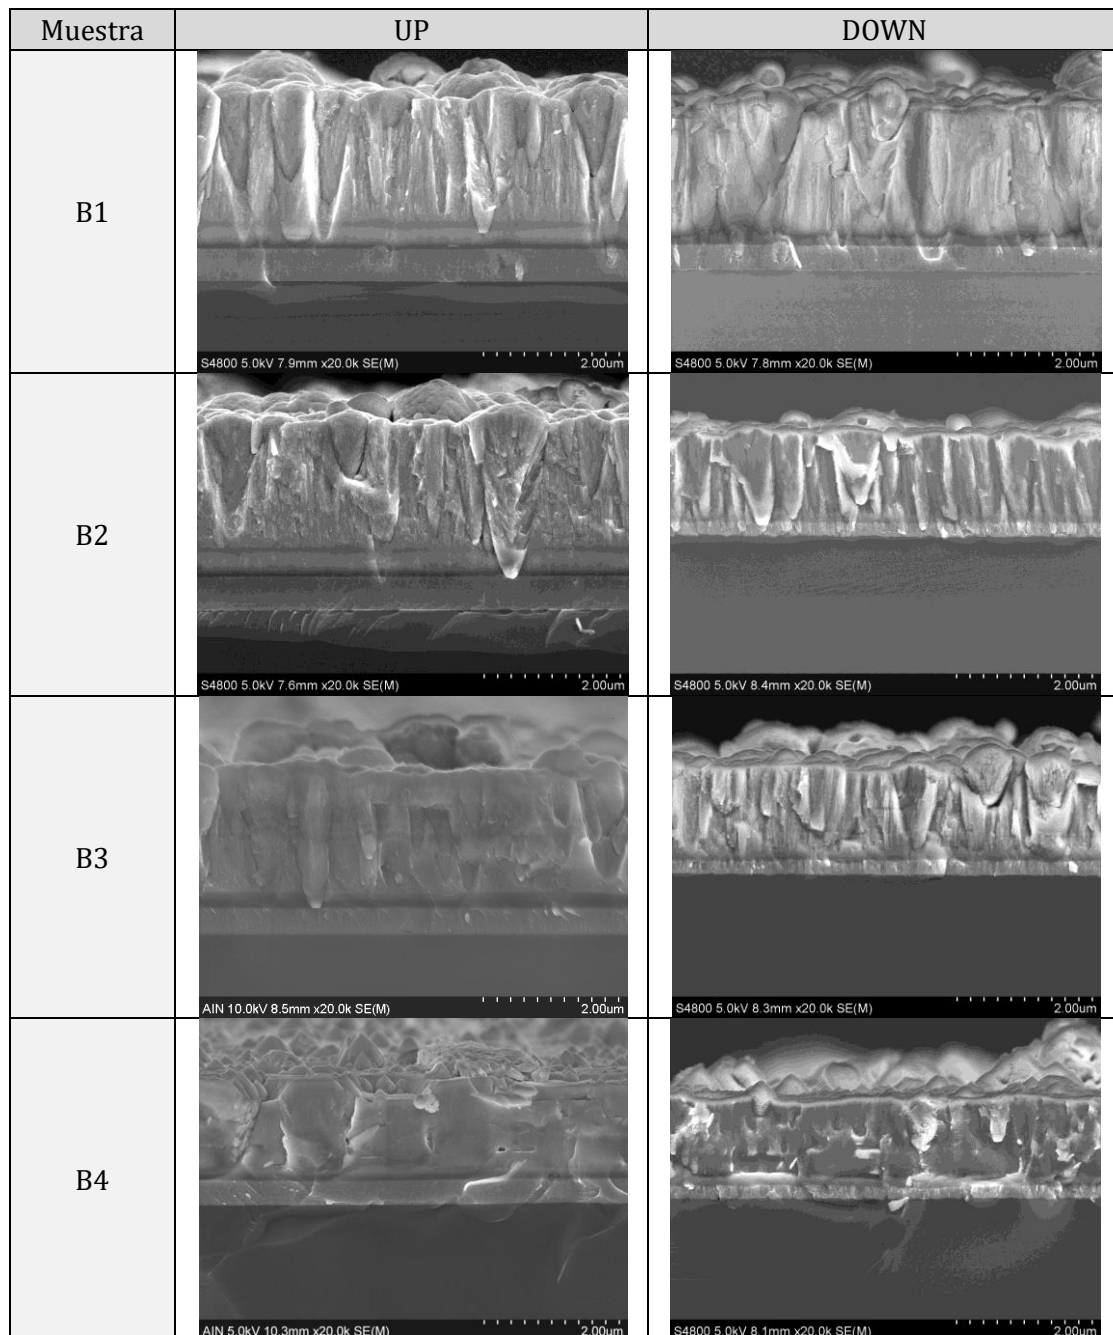 Muestra UP DOWN
B1
S4800 5.0kV 7.9mm x20.0k SE(M) 2.00um
S4800 5.0kV 7.8mm x20.0k SE(M) 2.00um
B2
S4800 5.0kV 7.6mm x20.0k SE(M) 2.00um
S4800 5.0kV 8.4mm x20.0k SE(M) 2.00um
B3
AIN 10.0kV 8.5mm x20.0k SE(M) 2.00um
S4800 5.0kV 8.3mm x20.0k SE(M) 2.00um
B4
AIN 5.0kV 10.3mm x20.0k SE(M) 2.00um
S4800 5.0kV 8.1mm x20.0k SE(M) 2.00um